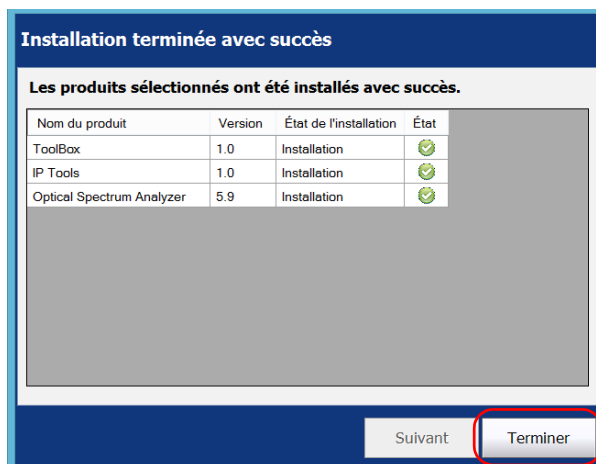 Installation terminée avec succès
Les produits sélectionnés ont été installés avec succès.
Nom du produit Version État de l'installation État
ToolBox 1.0 Installation
IP Tools 1.0 Installation
Optical Spectrum Analyzer 5.9 Installation
Suivant Terminer